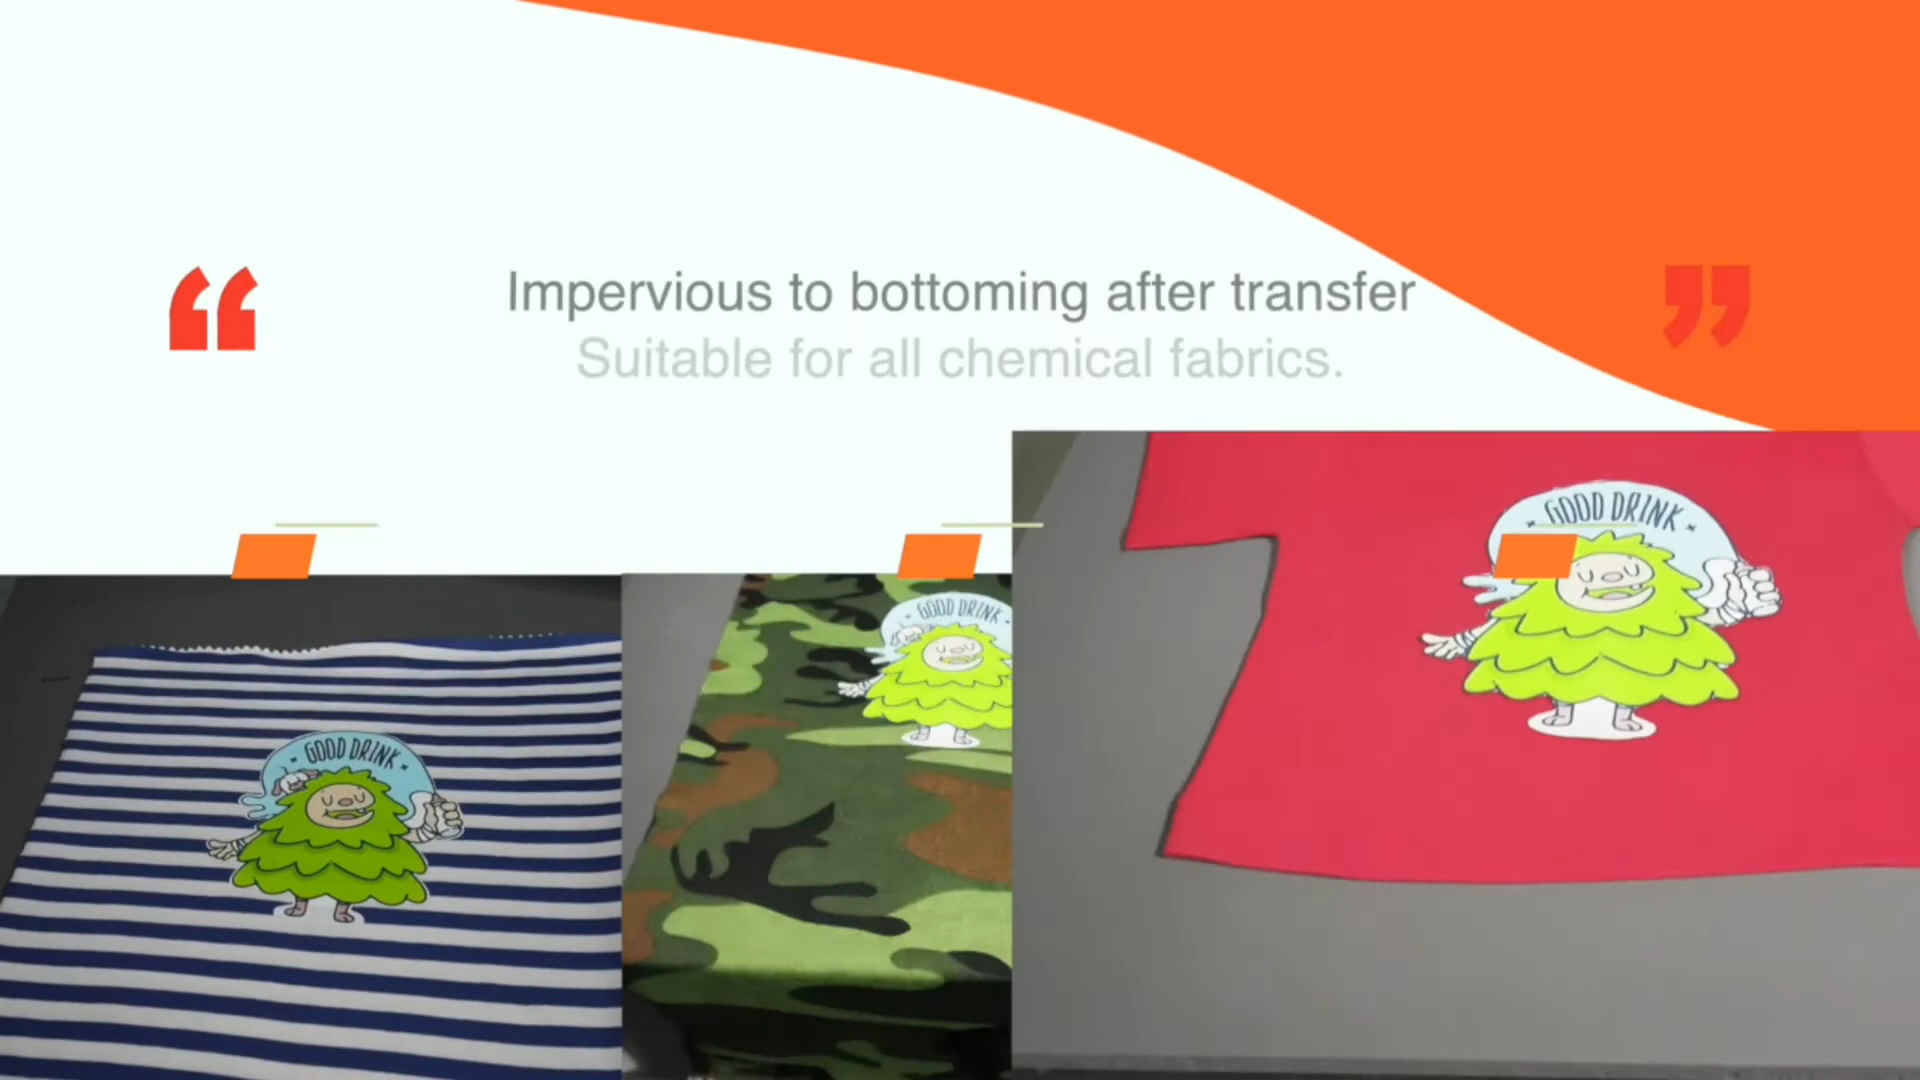 “ Impervious to bottoming after transfer ”
Suitable for all chemical fabrics.
GOOD DRINK
GOOD DRINK
GOOD DRINK